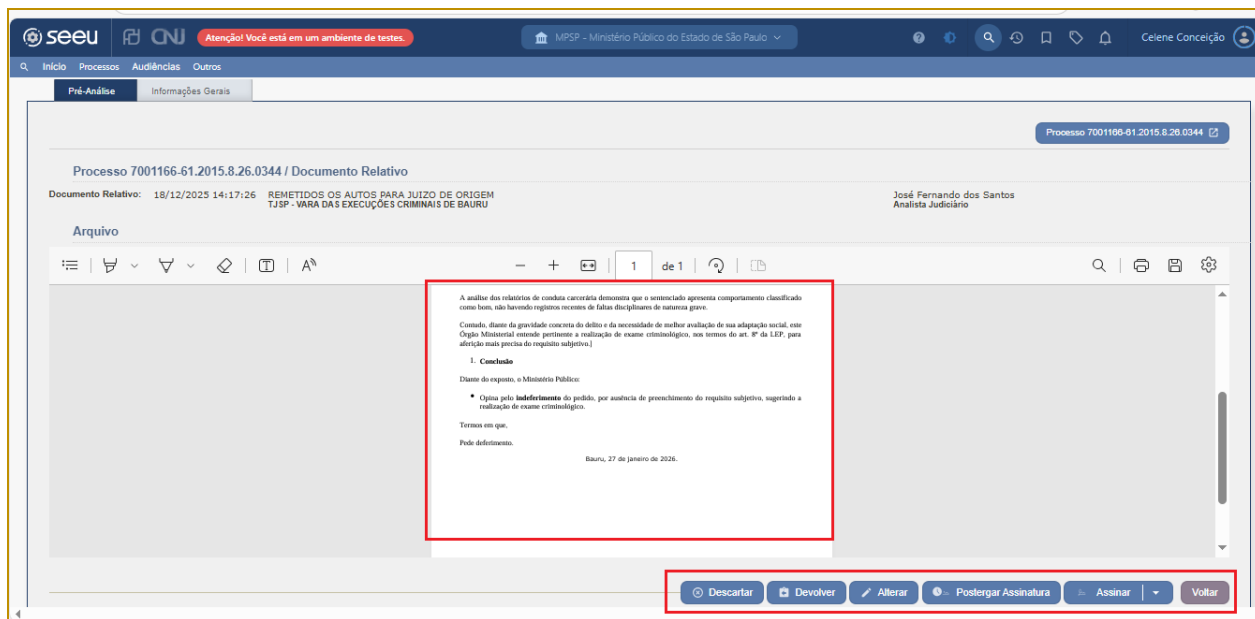 seeu CNJ Atenção! Você está em um ambiente de testes. MPSP - Ministério Público do Estado de São Paulo Celene Conceição
Início Processos Audiências Outros
Pré-Análise Informações Gerais
Processo 7001166-61.2015.8.26.0344
Processo 7001166-61.2015.8.26.0344 / Documento Relativo
Documento Relativo: 18/12/2025 14:17:26 REMETIDOS OS AUTOS PARA JUIZO DE ORIGEM José Fernando dos Santos
TJSP - VARA DAS EXECUÇÕES CRIMINAIS DE BAURU Analista Judiciário
Arquivo
1 de 1
A análise dos relatórios de conduta carcerária demonstra que o sentenciado apresenta comportamento classificado
como bom, não havendo registros recentes de faltas disciplinares de natureza grave.
Contudo, diante da gravidade concreta do delito e da necessidade de melhor avaliação de sua adaptação social, este
Órgão Ministerial entende pertinente a realização de exame criminológico, nos termos do art. 8º da LEP, para
aferição mais precisa do requisito subjetivo.]
1. Conclusão
Diante do exposto, o Ministério Público:
• Opina pelo indeferimento do pedido, por ausência de preenchimento do requisito subjetivo, sugerindo a
realização de exame criminológico.
Termos em que,
Pede deferimento.
Bauru, 27 de janeiro de 2026.
Descartar Devolver Alterar Postergar Assinatura Assinar Voltar